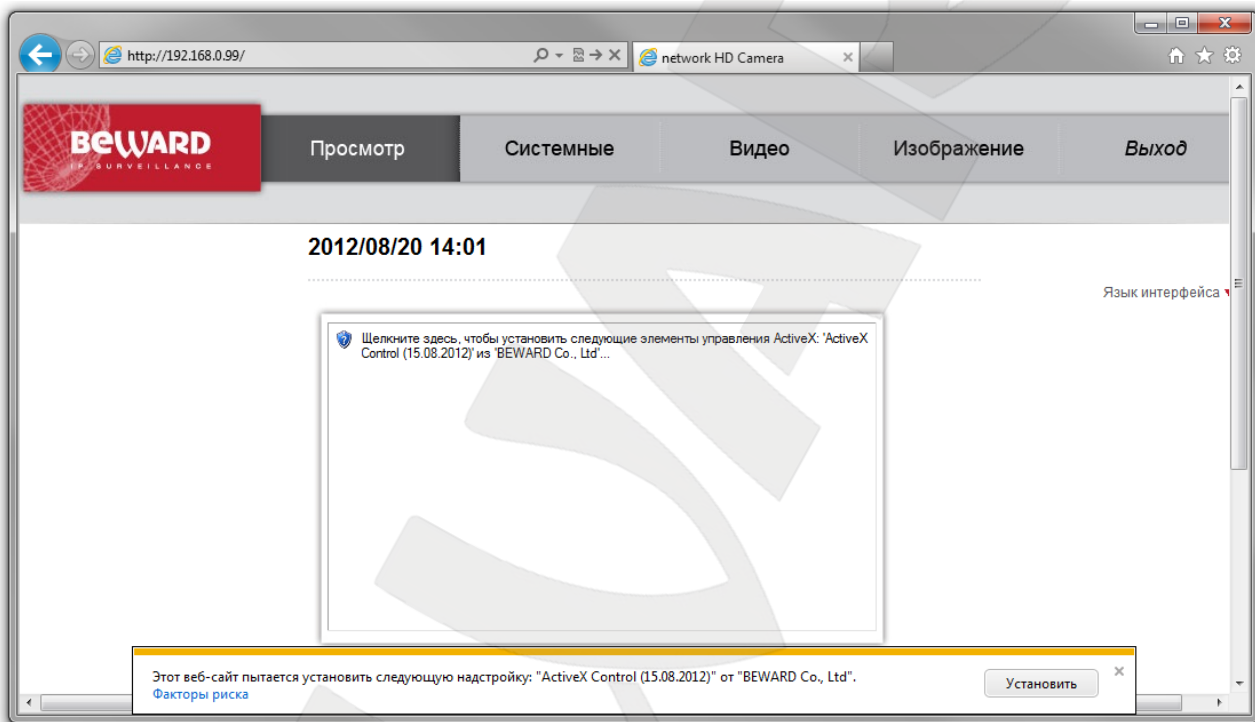 http://192.168.0.99/
network HD Camera
BEWARD
IP SURVEILLANCE
Просмотр
Системные
Видео
Изображение
Выход
2012/08/20 14:01
Язык интерфейса
Щелкните здесь, чтобы установить следующие элементы управления ActiveX: 'ActiveX
Control (15.08.2012)' из 'BEWARD Co., Ltd'...
Этот веб-сайт пытается установить следующую надстройку: "ActiveX Control (15.08.2012)" от "BEWARD Co., Ltd".
Факторы риска
Установить